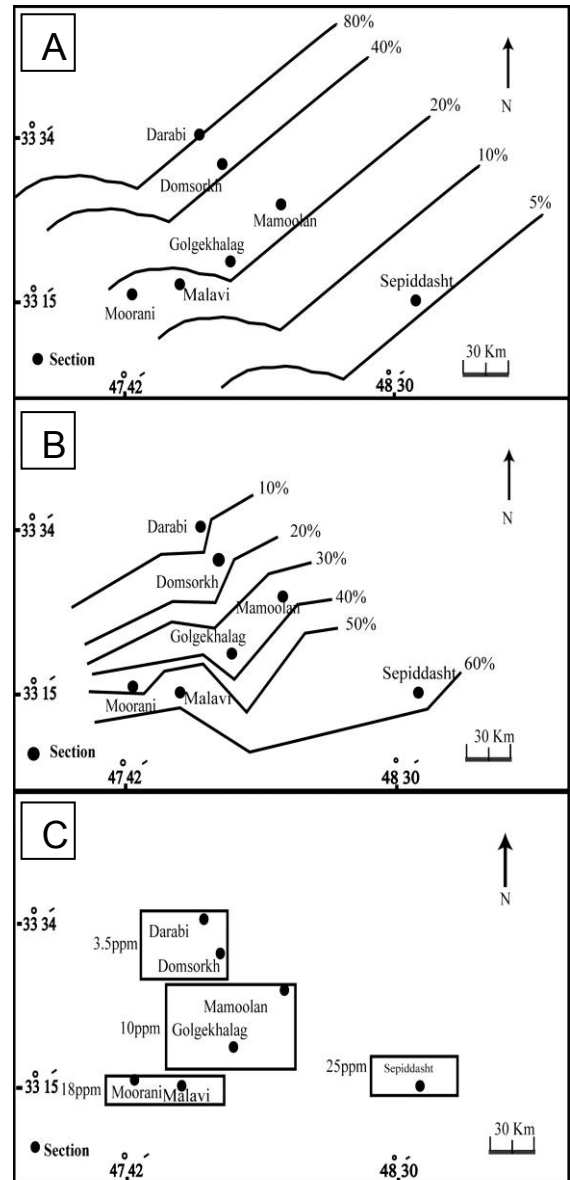 A
80%
40%
20%
10%
5%
N
33° 34´
Darabi
Domsorkh
Mamoolan
Golgekhalag
Sepiddasht
33° 15´
Moorani
Malavi
Section
30 Km
47° 42´
48° 30´
B
10%
20%
30%
40%
50%
60%
N
33° 34´
Darabi
Domsorkh
Mamoolan
Golgekhalag
Sepiddasht
33° 15´
Moorani
Malavi
Section
30 Km
47° 42´
48° 30´
C
N
33° 34´
3.5ppm
Darabi
Domsorkh
10ppm
Mamoolan
Golgekhalag
25ppm
Sepiddasht
33° 15´
18ppm
Moorani
Malavi
Section
30 Km
47° 42´
48° 30´